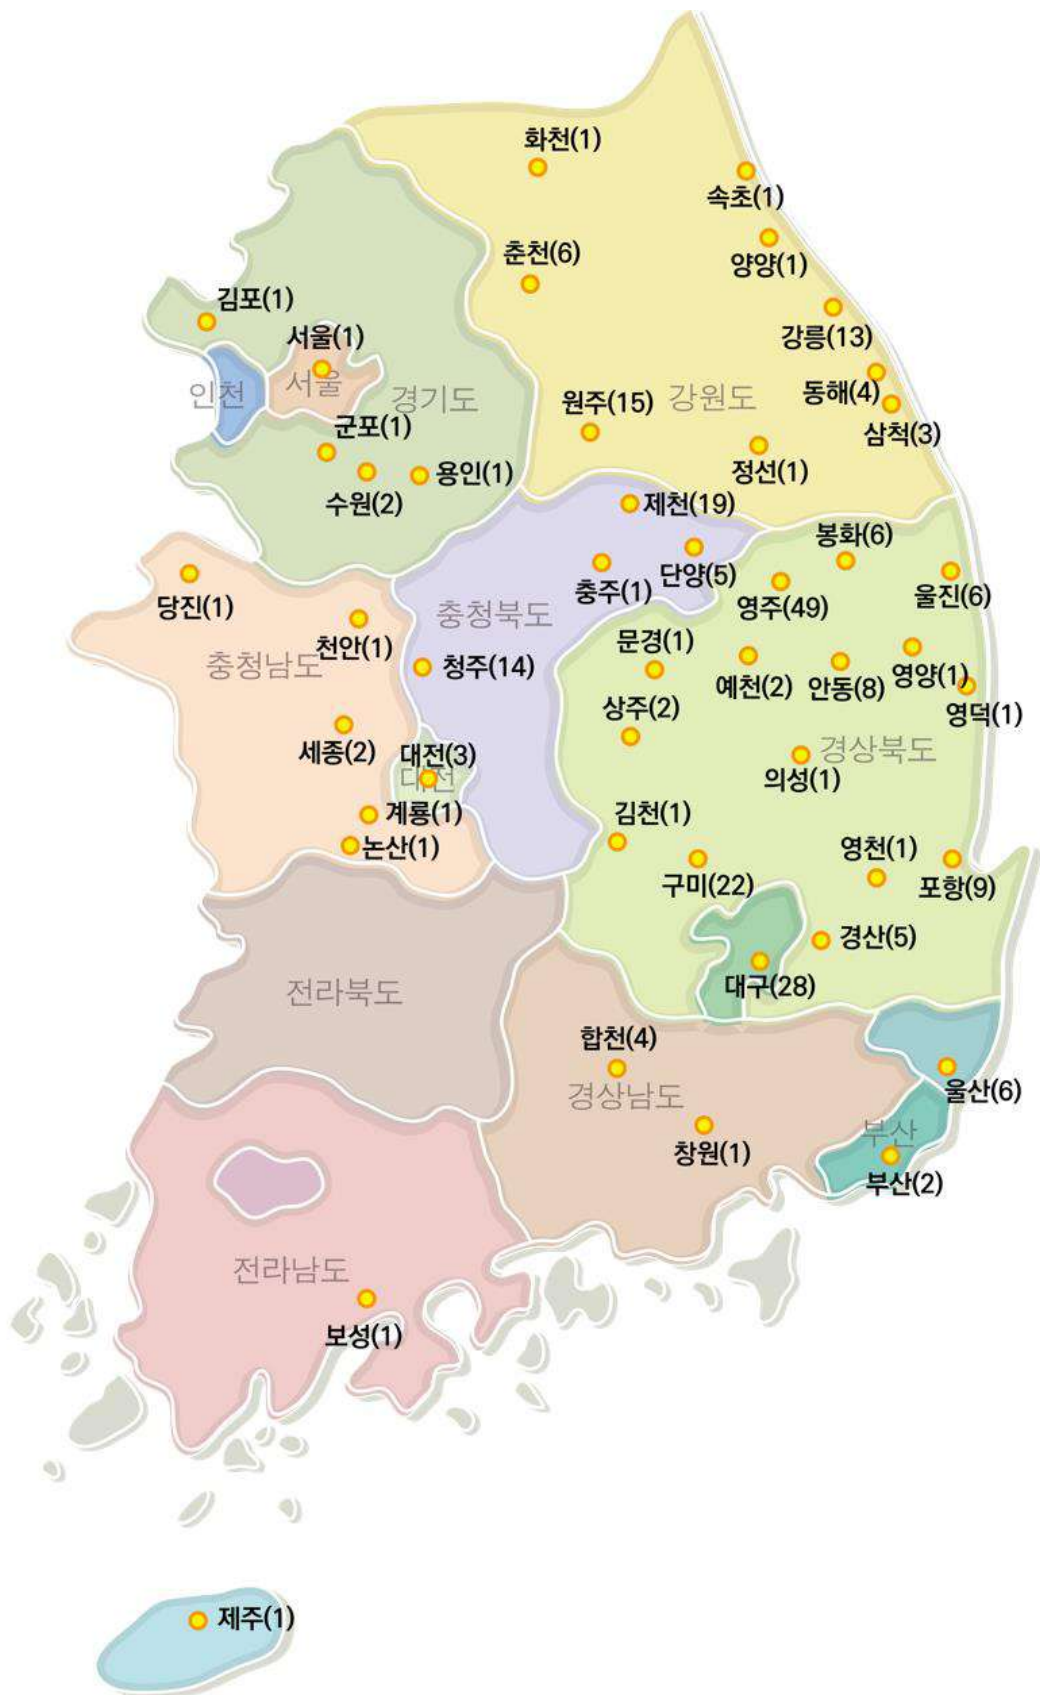 화천(1)
속초(1)
춘천(6)
양양(1)
김포(1)
강릉(13)
서울(1)
인천
서울
경기도
원주(15)
강원도
동해(4)
삼척(3)
군포(1)
정선(1)
수원(2)
용인(1)
제천(19)
봉화(6)
단양(5)
충주(1)
영주(49)
울진(6)
당진(1)
천안(1)
충청북도
충청남도
청주(14)
문경(1)
예천(2)
안동(8)
영양(1)
영덕(1)
상주(2)
세종(2)
대전(3)
대전
경상북도
의성(1)
계룡(1)
논산(1)
김천(1)
구미(22)
영천(1)
포항(9)
경산(5)
대구(28)
전라북도
합천(4)
경상남도
울산(6)
창원(1)
부산
부산(2)
전라남도
보성(1)
제주(1)